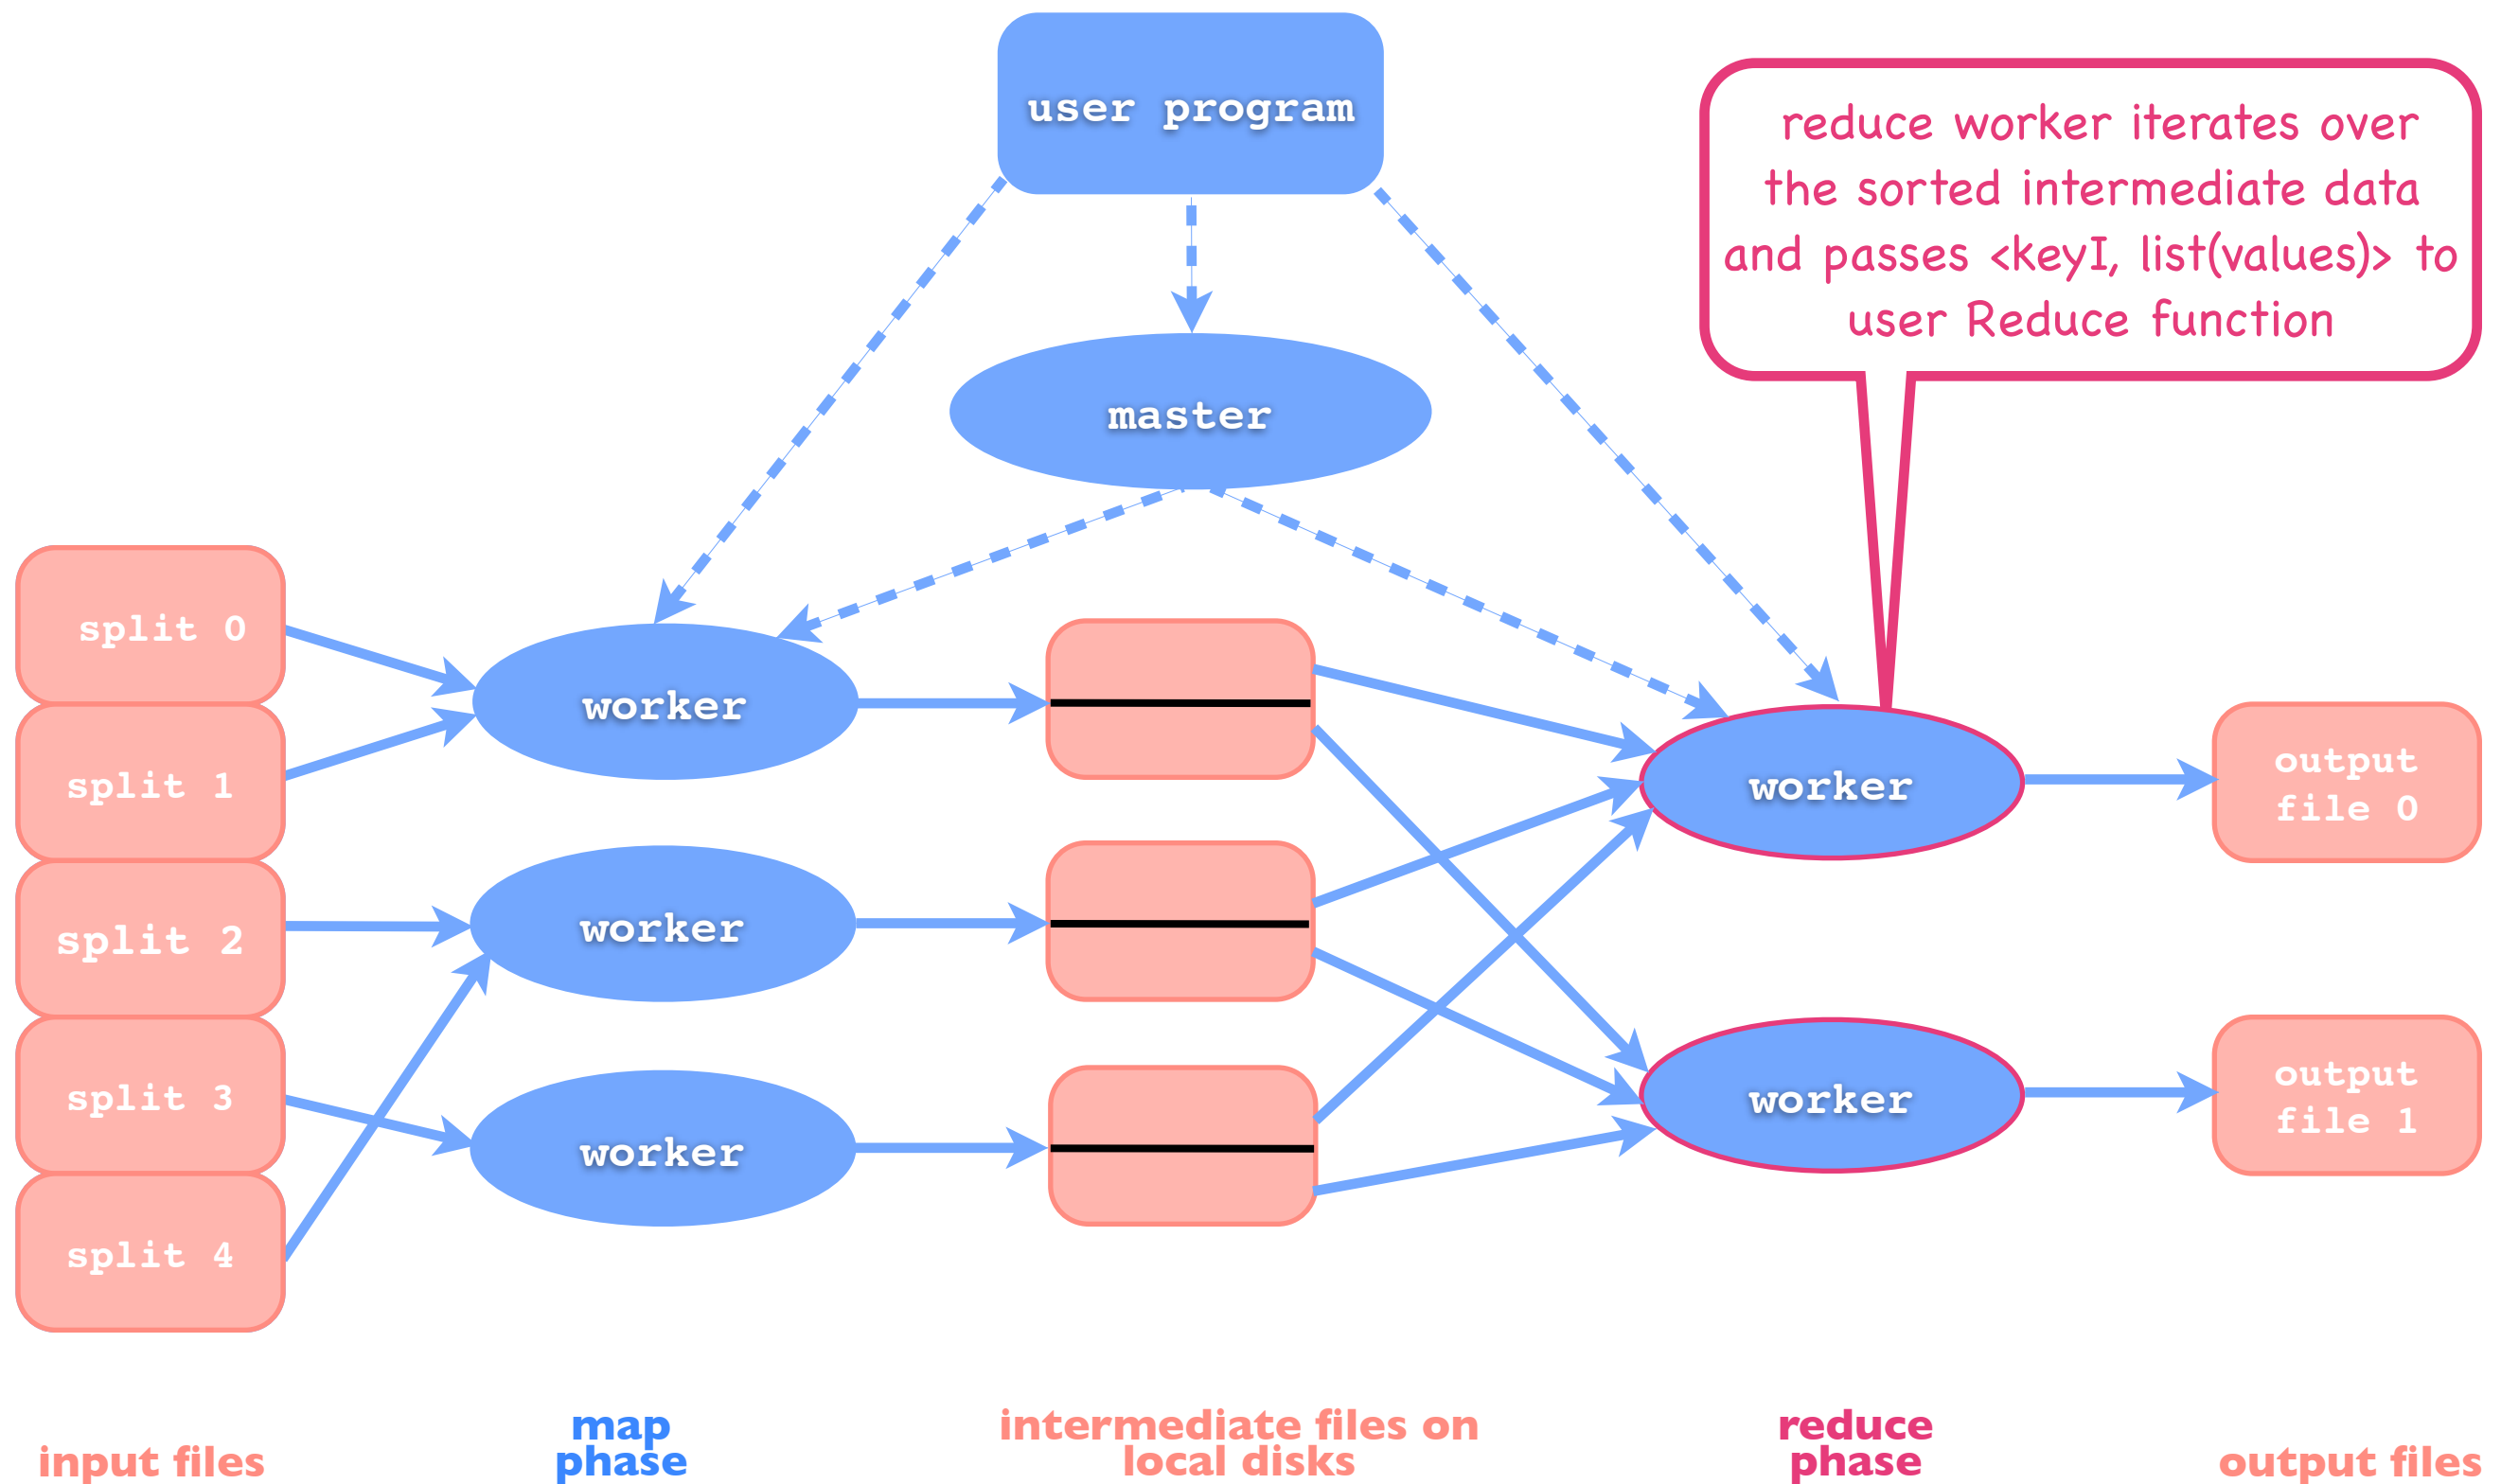 user program
reduce worker iterates over
the sorted intermediate data
and passes <keyI, list(values)> to
user Reduce function
master
split 0
split 1
split 2
split 3
split 4
worker
worker
worker
worker
worker
output
file 0
output
file 1
input files
map
phase
intermediate files on
local disks
reduce
phase
output files